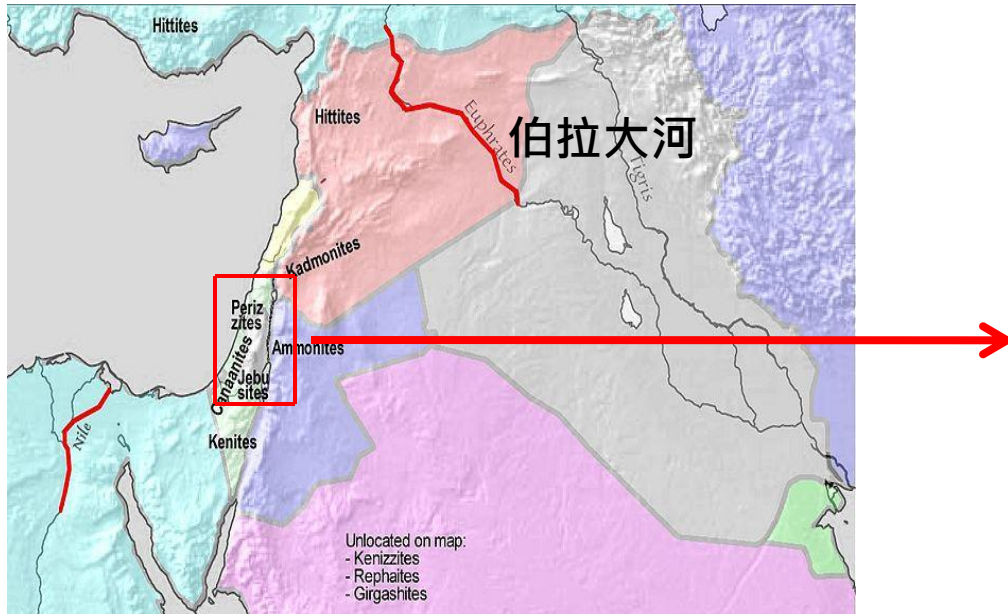 Hittites
Hittites
Euphrates
伯拉大河
Tigris
Kadmonites
Periz
zites
Ammonites
Canaanites
Jebu
sites
Nile
Kenites
Unlocated on map:
- Kenizzites
- Rephaites
- Girgashites